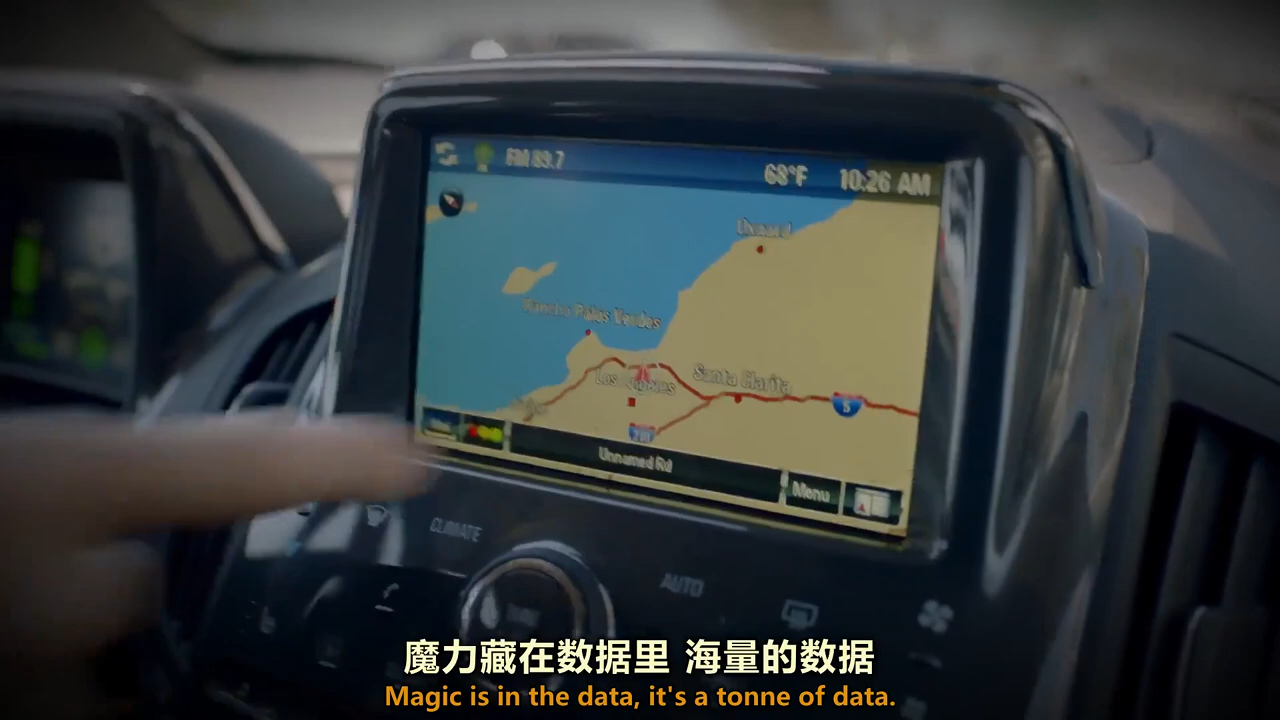 FM 89.7
68°F 10:26 AM
Oxnard
Rancho Palos Verdes
Los Angeles
Santa Clarita
5
Unnamed Rd
Menu
CLIMATE
AUTO
魔力藏在数据里 海量的数据
Magic is in the data, it's a tonne of data.